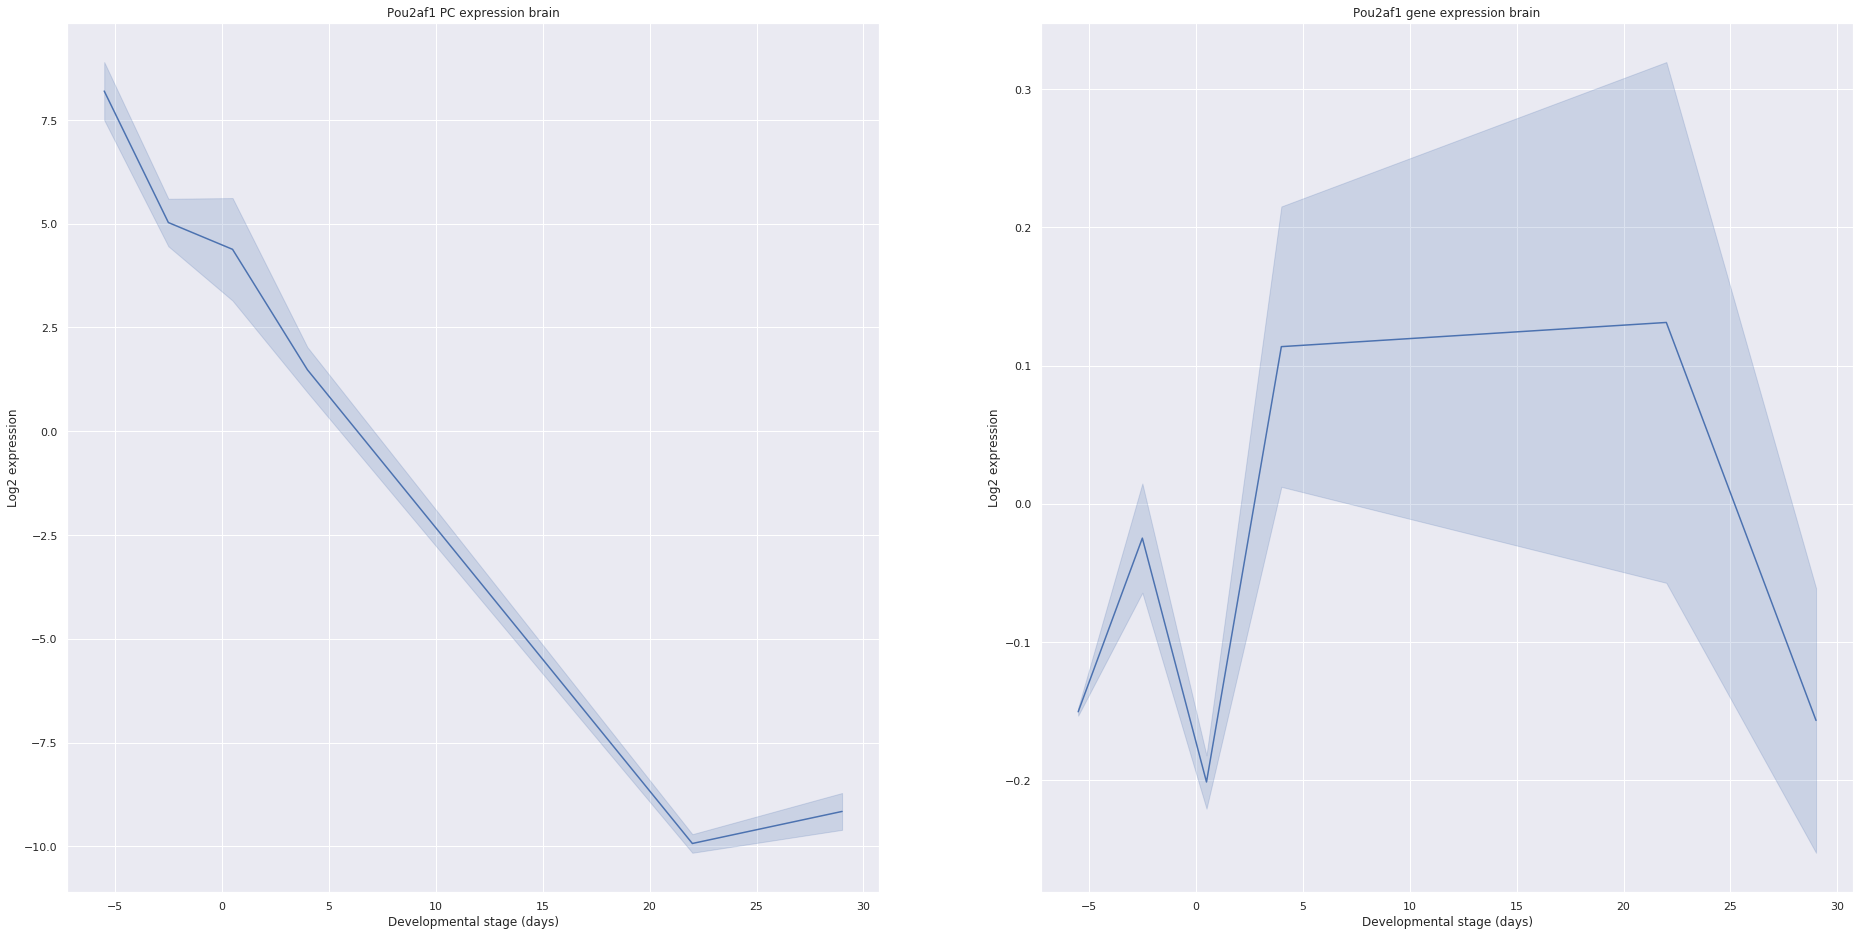 Pou2af1 PC expression brain
Log2 expression
7.5
5.0
2.5
0.0
−2.5
−5.0
−7.5
−10.0
−5 0 5 10 15 20 25 30
Developmental stage (days)
Pou2af1 gene expression brain
Log2 expression
0.3
0.2
0.1
0.0
−0.1
−0.2
−5 0 5 10 15 20 25 30
Developmental stage (days)